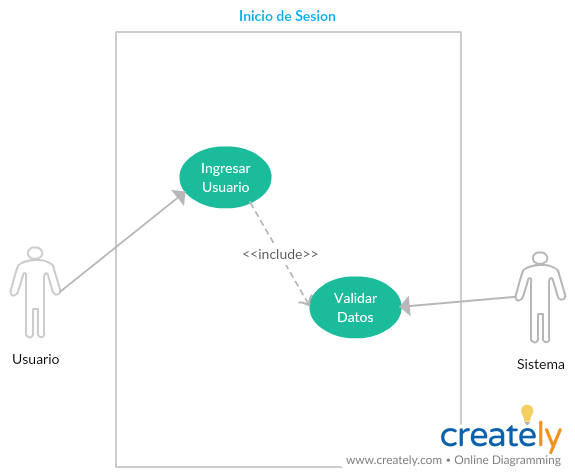 Inicio de Sesion
Ingresar
Usuario
<<include>>
Validar
Datos
Usuario
Sistema
creately
www.creately.com • Online Diagramming